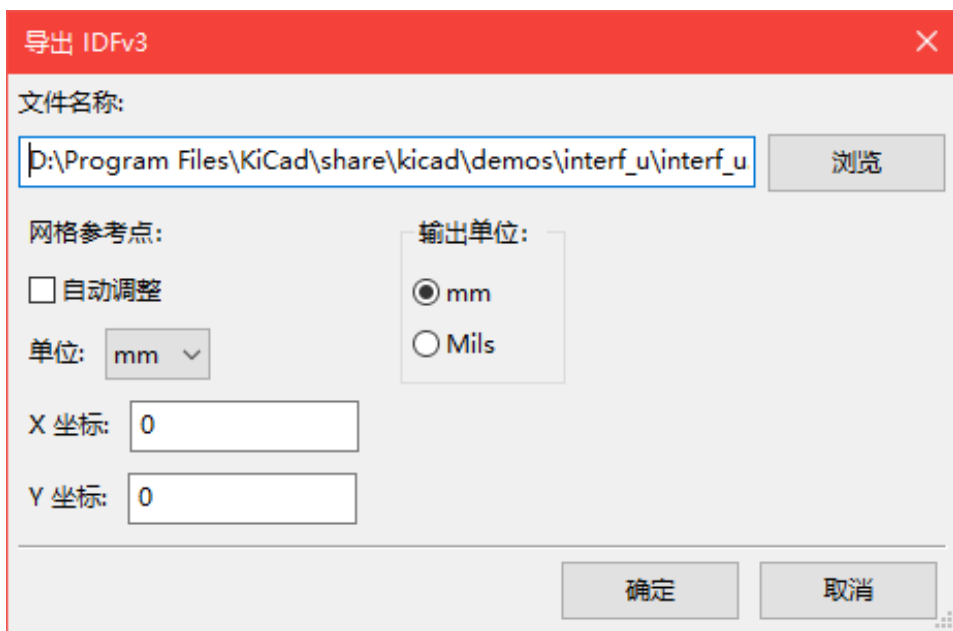 导出 IDFv3
文件名称:
D:\Program Files\KiCad\share\kicad\demos\interf_u\interf_u.
浏览
网格参考点:
输出单位:
自动调整
mm
单位:
mm
Mils
X 坐标:
0
Y 坐标:
0
确定
取消